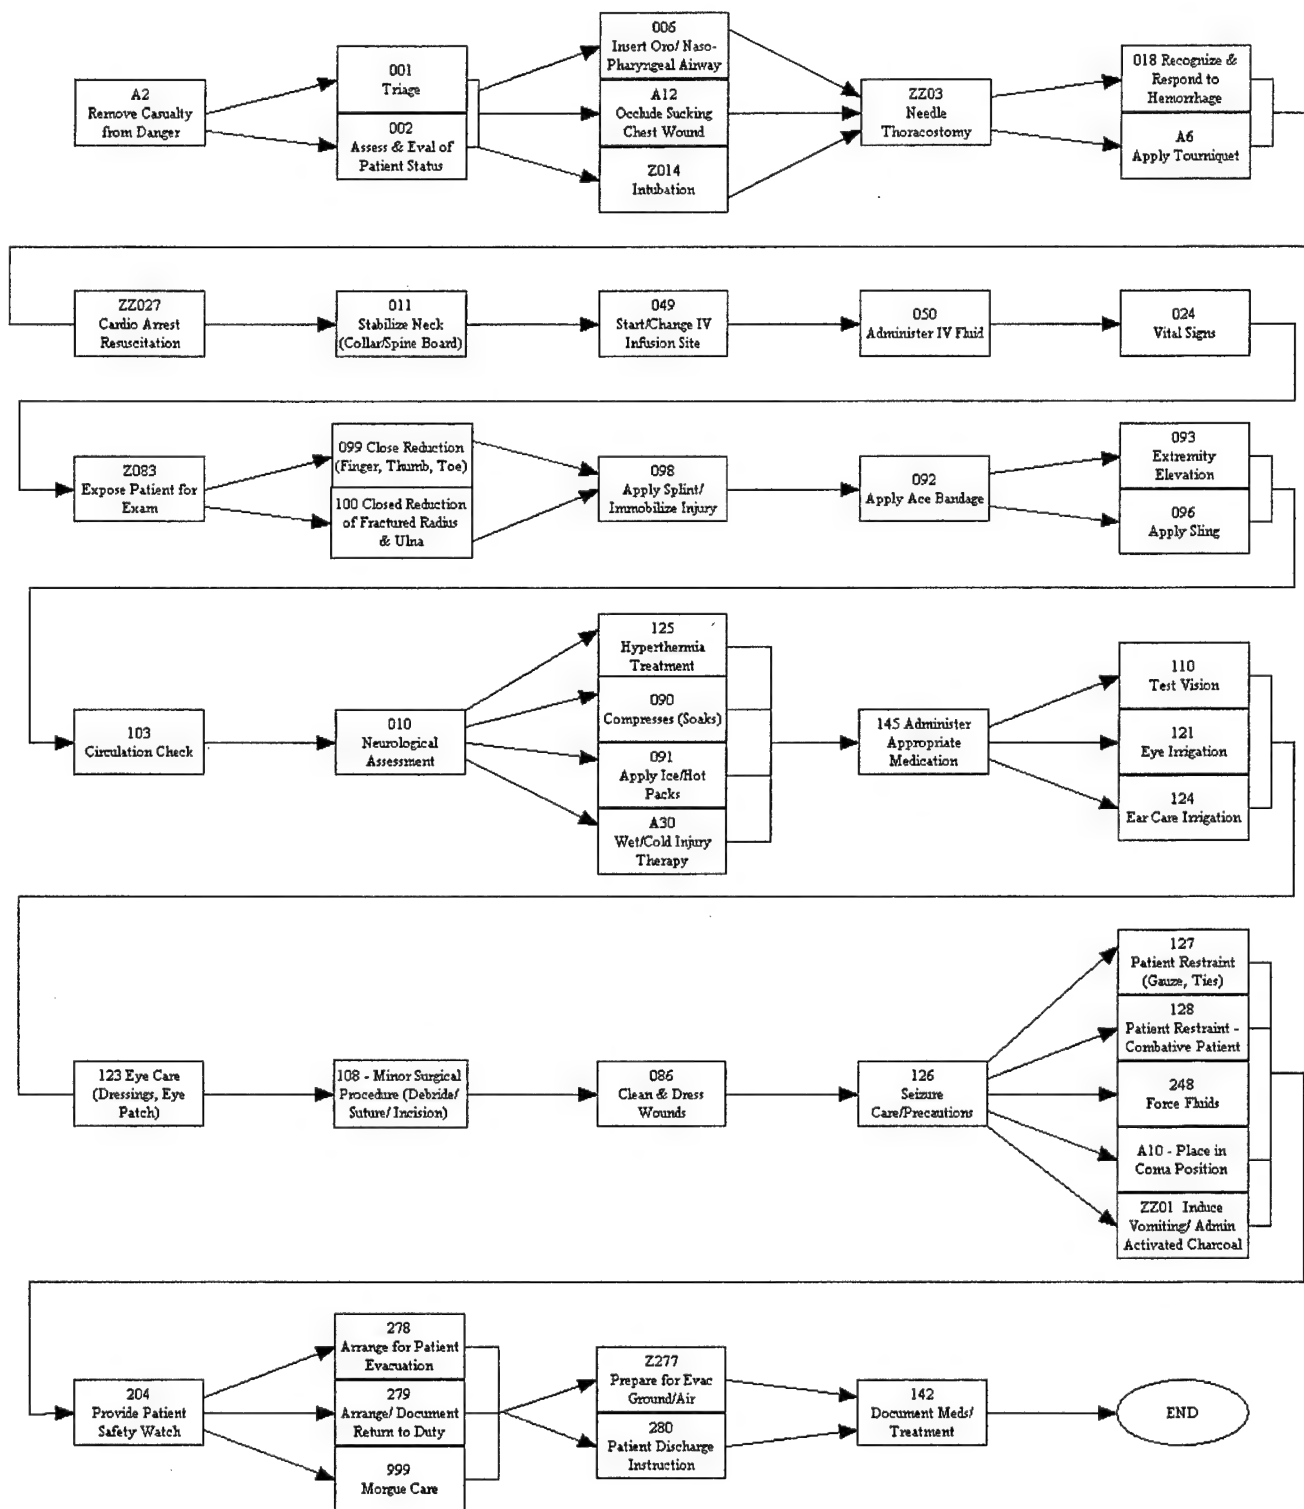 A2
Remove Casualty
from Danger
001
Triage
002
Assess & Eval of
Patient Status
006
Insert Oro/ Naso-
Pharyngeal Airway
A12
Occlude Sucking
Chest Wound
Z014
Intubation
ZZ03
Needle
Thoracostomy
018 Recognize &
Respond to
Hemorrhage
A6
Apply Tourniquet
ZZ027
Cardio Arrest
Resuscitation
011
Stabilize Neck
(Collar/Spine Board)
049
Start/Change IV
Infusion Site
050
Administer IV Fluid
024
Vital Signs
Z083
Expose Patient for
Exam
099 Close Reduction
(Finger, Thumb, Toe)
100 Closed Reduction
of Fractured Radius
& Ulna
098
Apply Splint/
Immobilize Injury
092
Apply Ace Bandage
093
Extremity
Elevation
096
Apply Sling
103
Circulation Check
010
Neurological
Assessment
125
Hyperthermia
Treatment
090
Compresses (Soaks)
091
Apply Ice/Hot
Packs
A30
Wet/Cold Injury
Therapy
145 Administer
Appropriate
Medication
110
Test Vision
121
Eye Irrigation
124
Ear Care Irrigation
123 Eye Care
(Dressings, Eye
Patch)
108 - Minor Surgical
Procedure (Debride/
Suture/ Incision)
086
Clean & Dress
Wounds
126
Seizure
Care/Precautions
127
Patient Restraint
(Gauze, Ties)
128
Patient Restraint -
Combative Patient
248
Force Fluids
A10 - Place in
Coma Position
ZZ01 Induce
Vomiting/ Admin
Activated Charcoal
204
Provide Patient
Safety Watch
278
Arrange for Patient
Evacuation
279
Arrange/ Document
Return to Duty
999
Morgue Care
Z277
Prepare for Evac
Ground/Air
280
Patient Discharge
Instruction
142
Document Meds/
Treatment
END